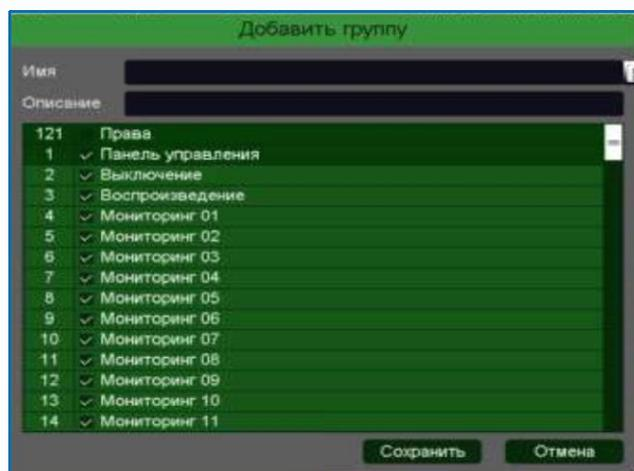 Добавить группу
Имя
Описание
121 Права
1 Панель управления
2 Выключение
3 Воспроизведение
4 Мониторинг 01
5 Мониторинг 02
6 Мониторинг 03
7 Мониторинг 04
8 Мониторинг 05
9 Мониторинг 06
10 Мониторинг 07
11 Мониторинг 08
12 Мониторинг 09
13 Мониторинг 10
14 Мониторинг 11
Сохранить Отмена